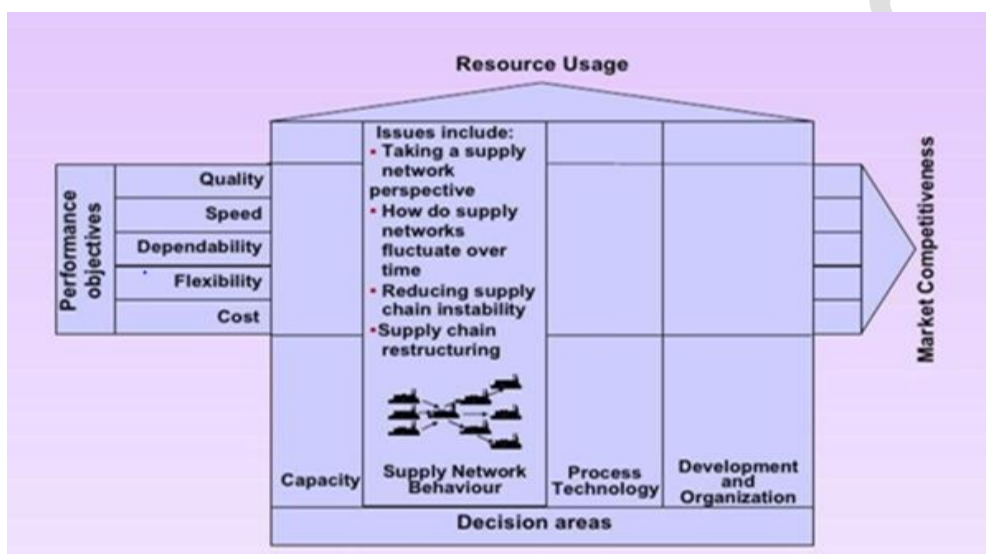 Resource Usage
Issues include:
▪ Taking a supply
network
perspective
▪ How do supply
networks
fluctuate over
time
▪ Reducing supply
chain instability
▪Supply chain
restructuring
Performance
objectives
Quality
Speed
Dependability
Flexibility
Cost
Market Competitiveness
Capacity
Supply Network
Behaviour
Process
Technology
Development
and
Organization
Decision areas